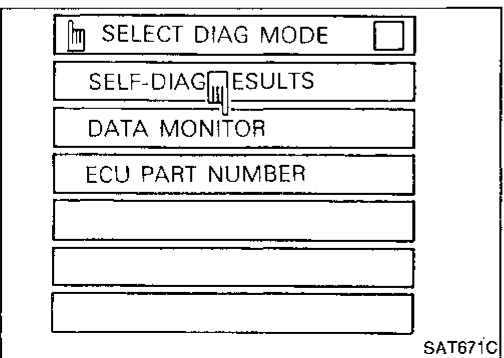 SELECT DIAG MODE
SELF-DIAG RESULTS
DATA MONITOR
ECU PART NUMBER
SAT671C